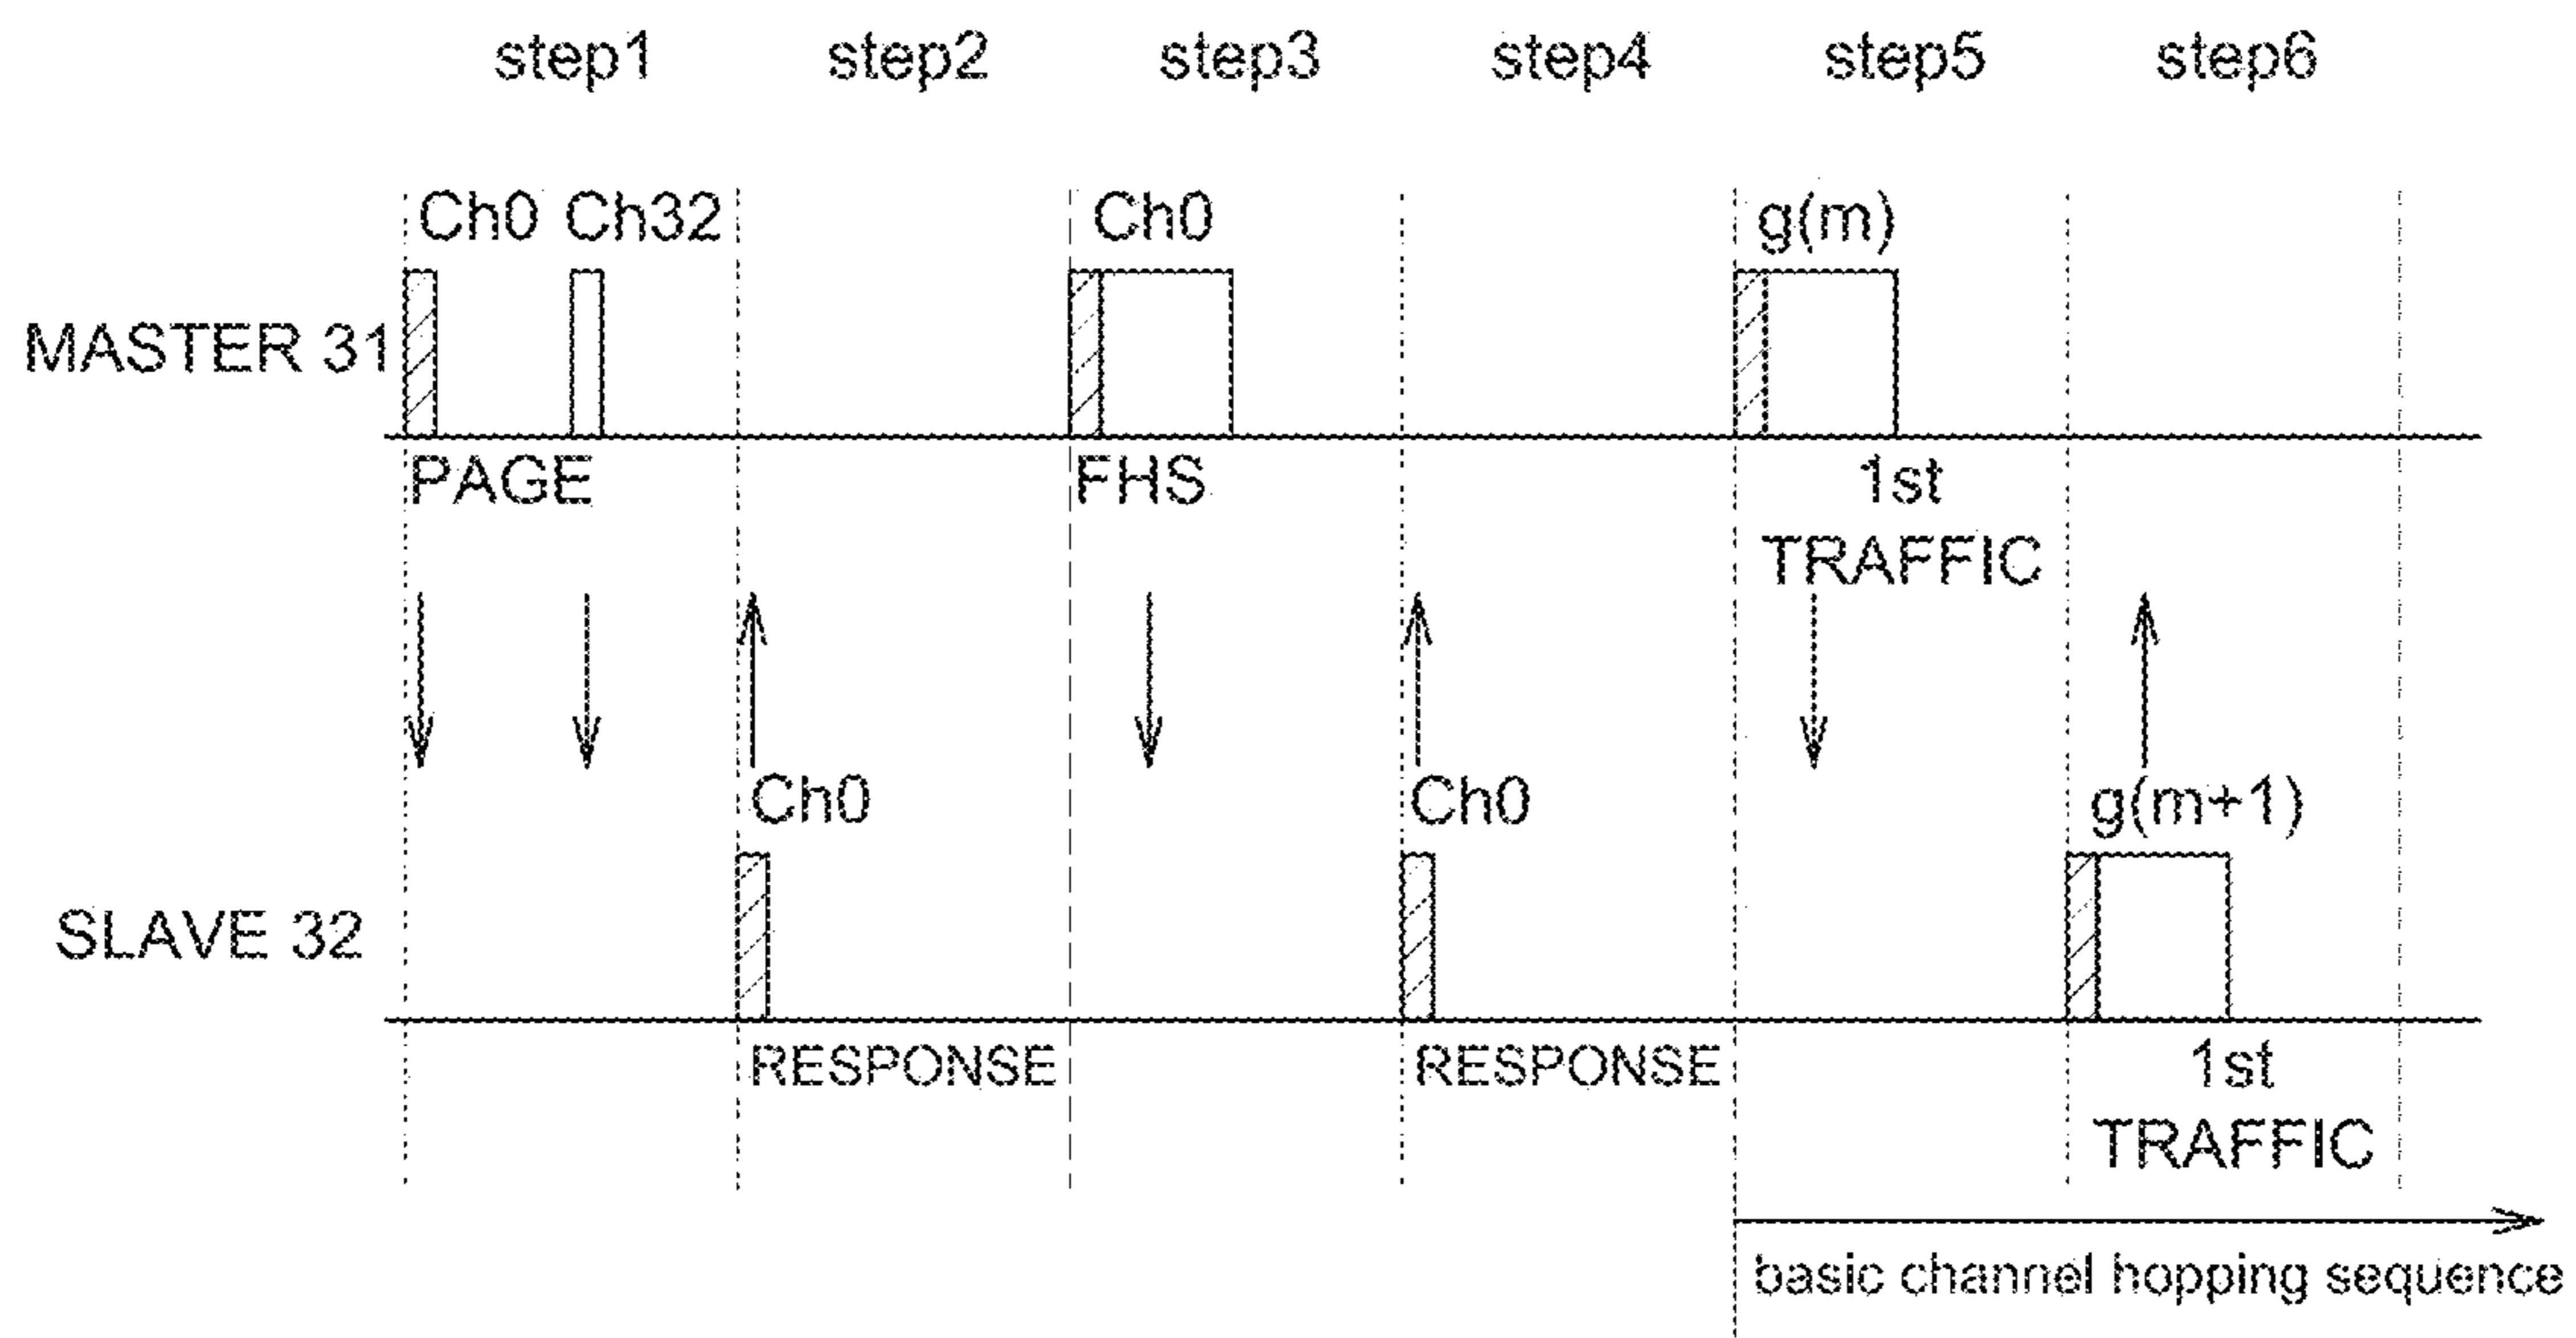 step1 step2 step3 step4 step5 step6
Ch0 Ch32 Ch0 g(m)
MASTER 31
PAGE FHS 1st
TRAFFIC
Ch0 Ch0 g(m+1)
SLAVE 32
RESPONSE RESPONSE 1st
TRAFFIC
basic channel hopping sequence